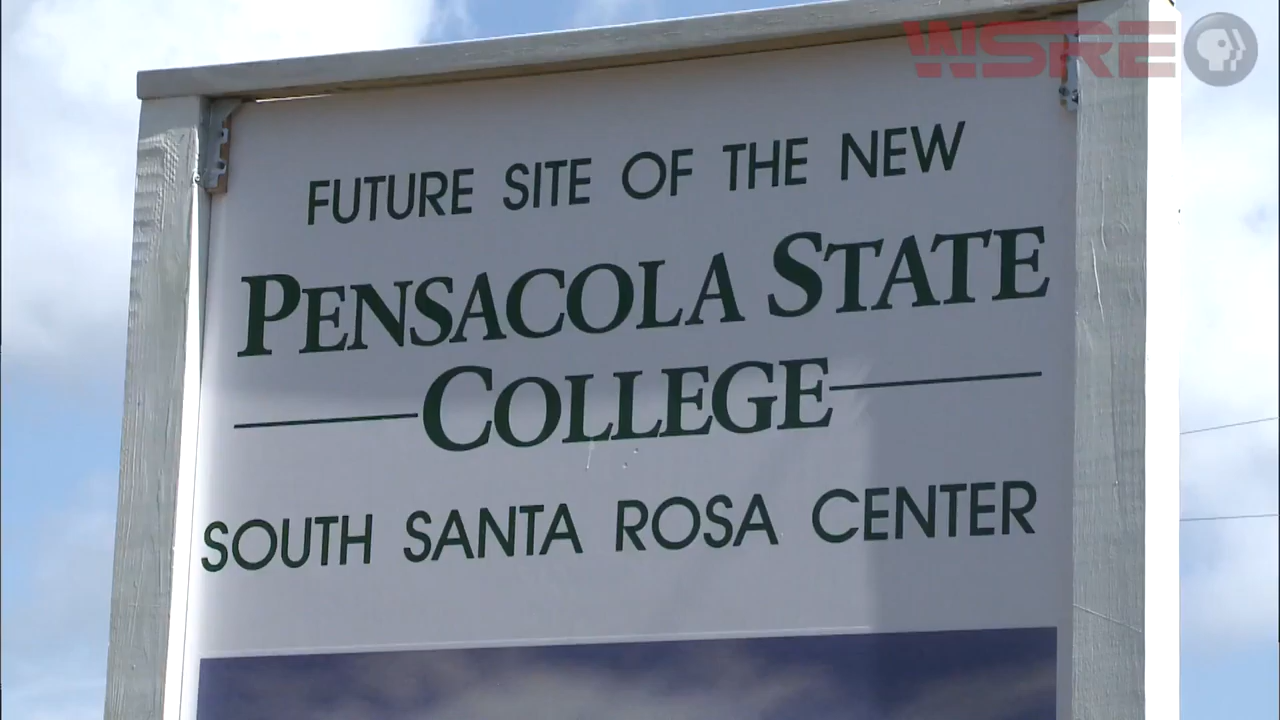 WSRE
FUTURE SITE OF THE NEW
PENSACOLA STATE
COLLEGE
SOUTH SANTA ROSA CENTER